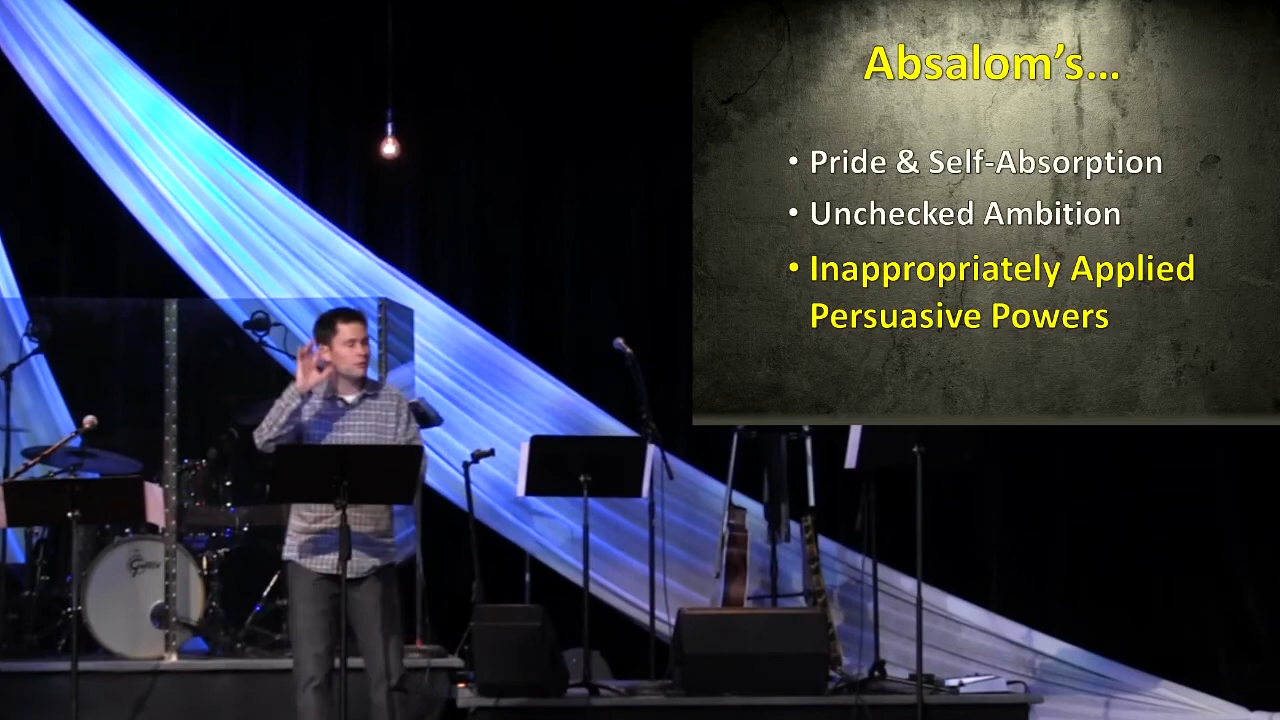 Absalom’s...
• Pride & Self-Absorption
• Unchecked Ambition
• Inappropriately Applied
Persuasive Powers
Gretsch